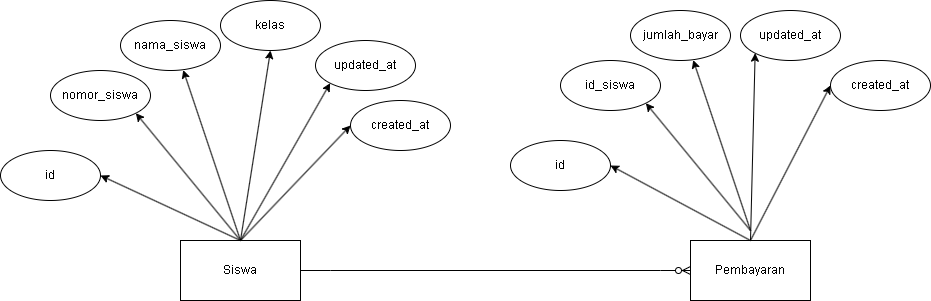 kelas
nama_siswa
updated_at
nomor_siswa
created_at
id
Siswa
jumlah_bayar
updated_at
id_siswa
created_at
id
Pembayaran